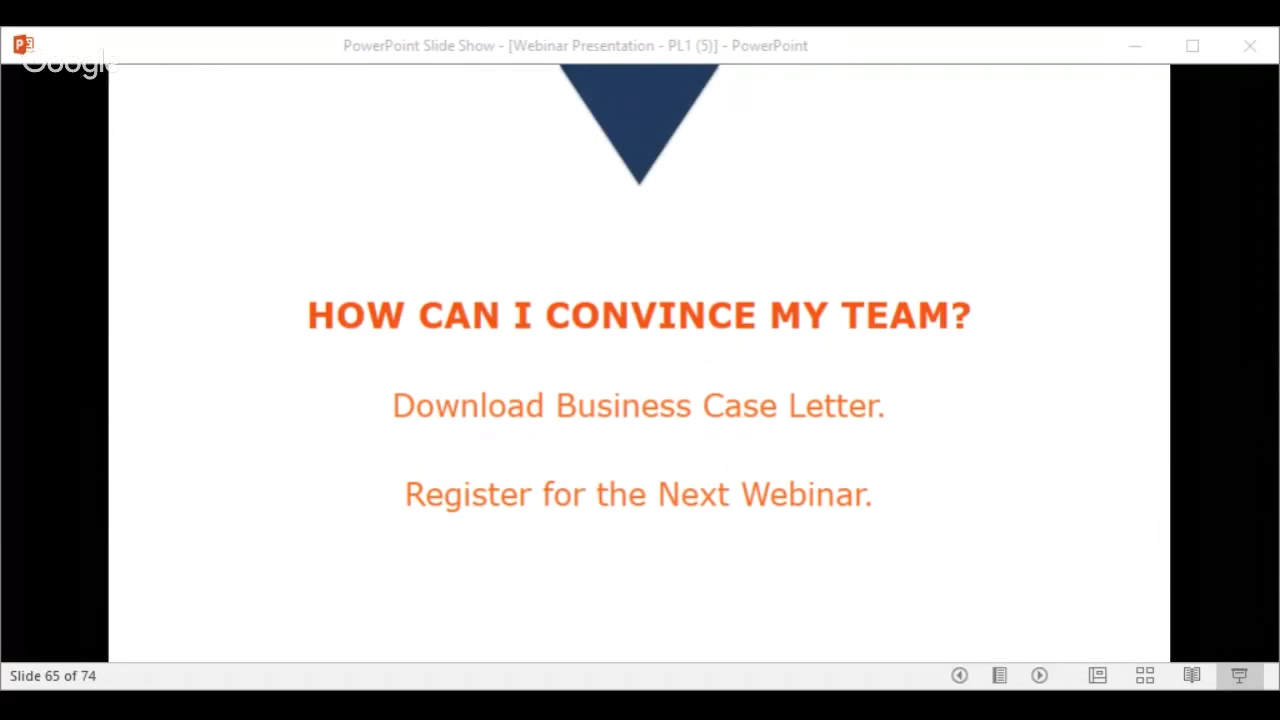 PowerPoint Slide Show - [Webinar Presentation - PL1 (5)] - PowerPoint
Google
HOW CAN I CONVINCE MY TEAM?
Download Business Case Letter.
Register for the Next Webinar.
Slide 65 of 74